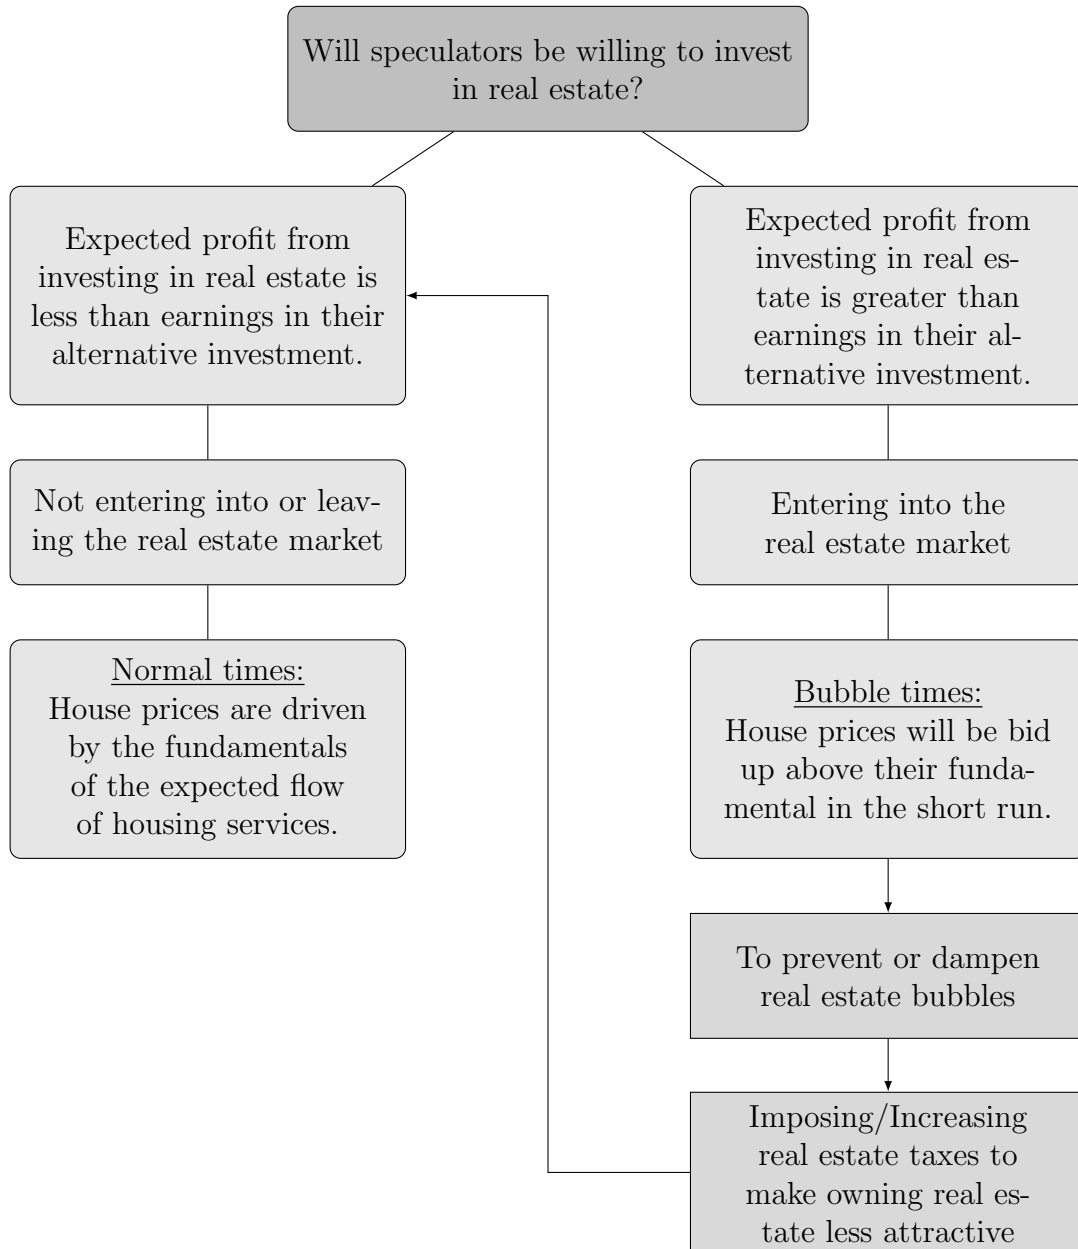 Will speculators be willing to invest
in real estate?
Expected profit from
investing in real estate is
less than earnings in their
alternative investment.
Expected profit from
investing in real es-
tate is greater than
earnings in their al-
ternative investment.
Not entering into or leav-
ing the real estate market
Entering into the
real estate market
Normal times:
House prices are driven
by the fundamentals
of the expected flow
of housing services.
Bubble times:
House prices will be bid
up above their funda-
mental in the short run.
To prevent or dampen
real estate bubbles
Imposing/Increasing
real estate taxes to
make owning real es-
tate less attractive